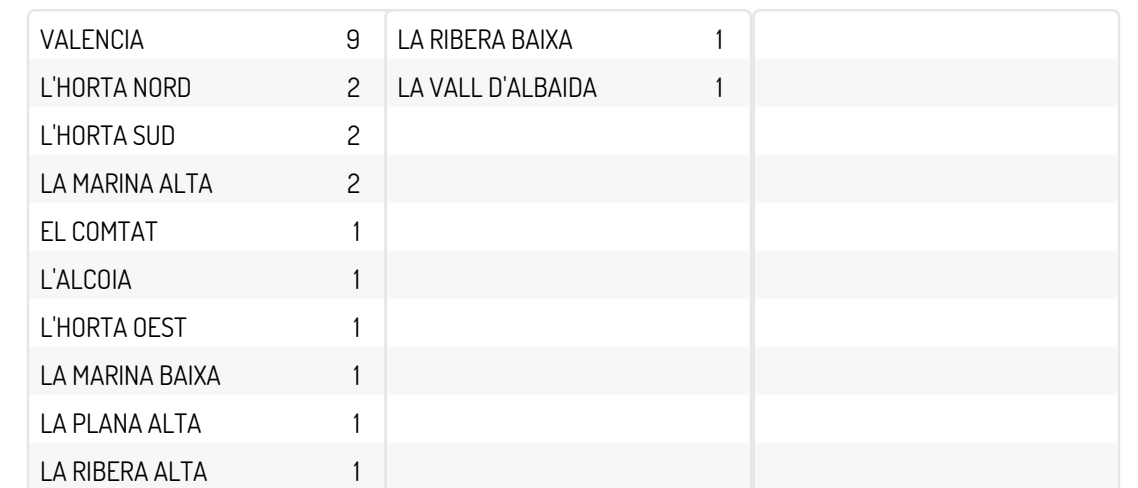 VALENCIA 9
L'HORTA NORD 2
L'HORTA SUD 2
LA MARINA ALTA 2
EL COMTAT 1
L'ALCOIA 1
L'HORTA OEST 1
LA MARINA BAIXA 1
LA PLANA ALTA 1
LA RIBERA ALTA 1
LA RIBERA BAIXA 1
LA VALL D'ALBAIDA 1